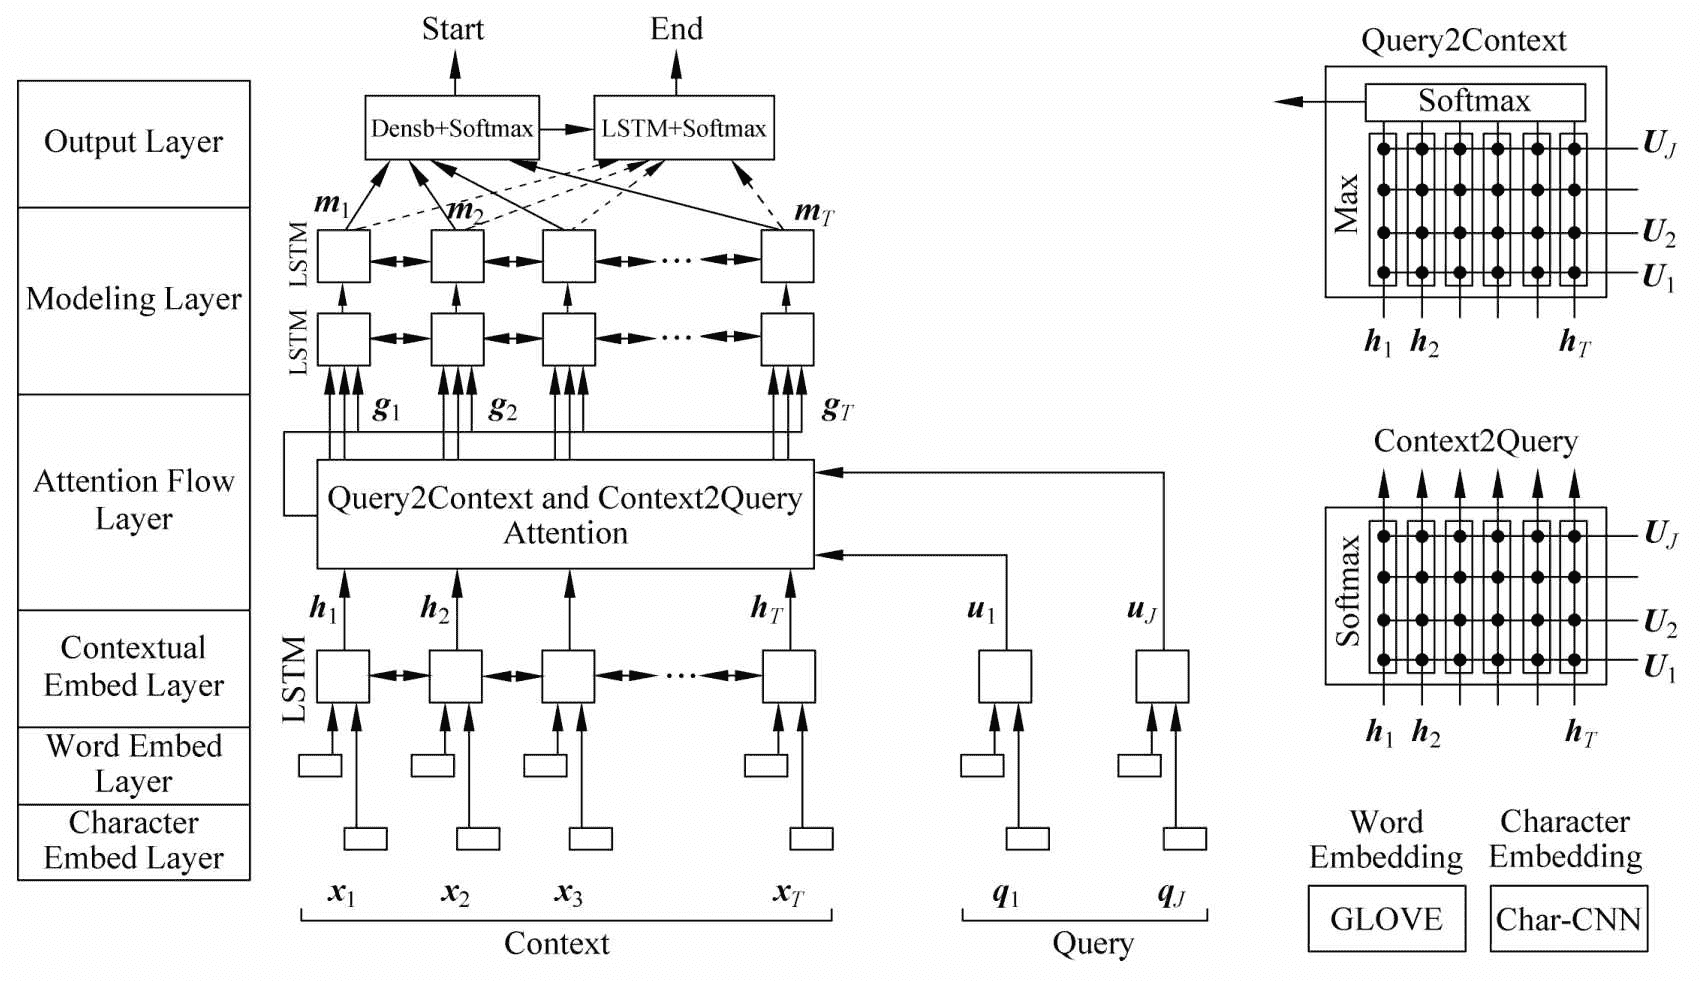 Start
End
Output Layer
Densb+Softmax
LSTM+Softmax
m1
m2
mT
Modeling Layer
LSTM
...
LSTM
...
g1
g2
gT
Attention Flow
Layer
Query2Context and Context2Query
Attention
h1
h2
hT
u1
uJ
Contextual
Embed Layer
LSTM
...
Word Embed
Layer
Character
Embed Layer
x1
x2
x3
xT
q1
qJ
Context
Query
Query2Context
Softmax
Max
UJ
U2
U1
h1
h2
hT
Context2Query
Softmax
UJ
U2
U1
h1
h2
hT
Word
Embedding
GLOVE
Character
Embedding
Char-CNN